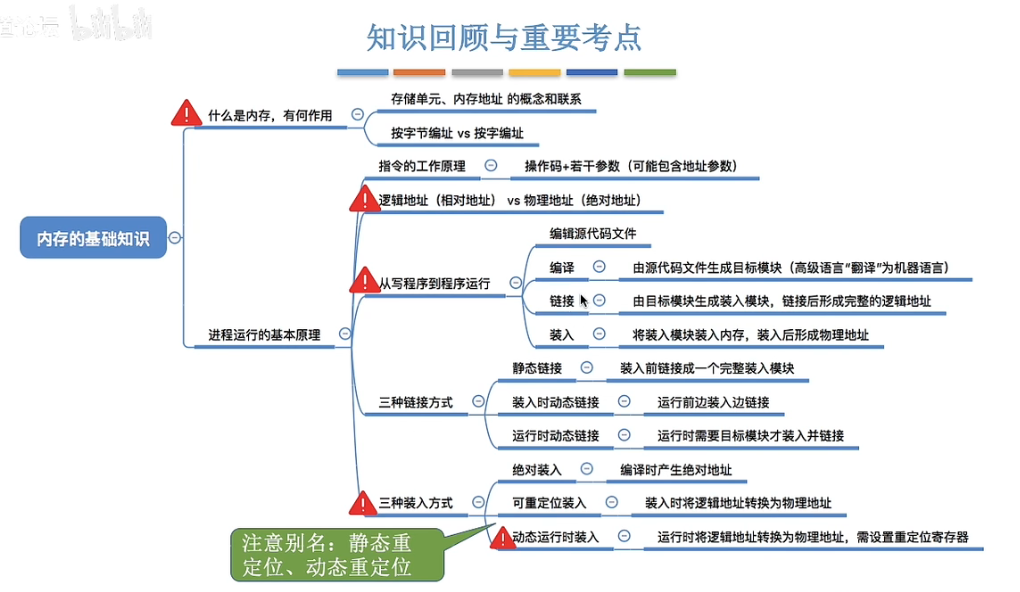 知识回顾与重要考点
什么是内存，有何作用
存储单元、内存地址 的概念和联系
按字节编址 vs 按字编址
内存的基础知识
进程运行的基本原理
指令的工作原理
操作码+若干参数（可能包含地址参数）
逻辑地址（相对地址） vs 物理地址（绝对地址）
从写程序到程序运行
编辑源代码文件
编译
由源代码文件生成目标模块（高级语言“翻译”为机器语言）
链接
由目标模块生成装入模块，链接后形成完整的逻辑地址
装入
将装入模块装入内存，装入后形成物理地址
三种链接方式
静态链接
装入前链接成一个完整装入模块
装入时动态链接
运行前边装入边链接
运行时动态链接
运行时需要目标模块才装入并链接
三种装入方式
绝对装入
编译时产生绝对地址
可重定位装入
装入时将逻辑地址转换为物理地址
动态运行时装入
运行时将逻辑地址转换为物理地址，需设置重定位寄存器
注意别名：静态重
定位、动态重定位